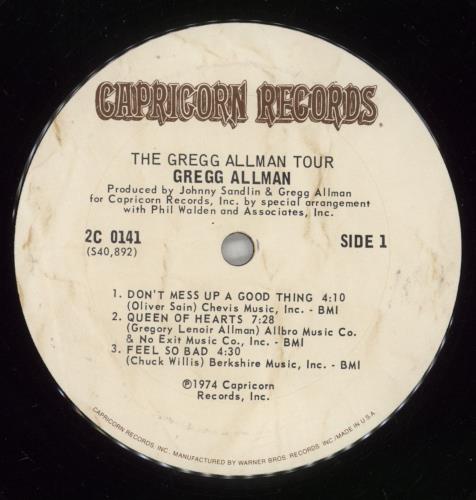 CAPRICORN RECORDS
THE GREGG ALLMAN TOUR
GREGG ALLMAN
Produced by Johnny Sandlin & Gregg Allman
for Capricorn Records, Inc. by special arrangement
with Phil Walden and Associates, Inc.
2C 0141 SIDE 1
(S40,892)
1. DON'T MESS UP A GOOD THING 4:10
(Oliver Sain) Chevis Music, Inc. - BMI
2. QUEEN OF HEARTS 7:28
(Gregory Lenoir Allman) Allbro Music Co.
& No Exit Music Co., Inc. - BMI
3. FEEL SO BAD 4:30
(Chuck Willis) Berkshire Music, Inc. - BMI
℗1974 Capricorn
Records, Inc.
CAPRICORN RECORDS, INC. MANUFACTURED BY WARNER BROS. RECORDS INC./MADE IN U.S.A.